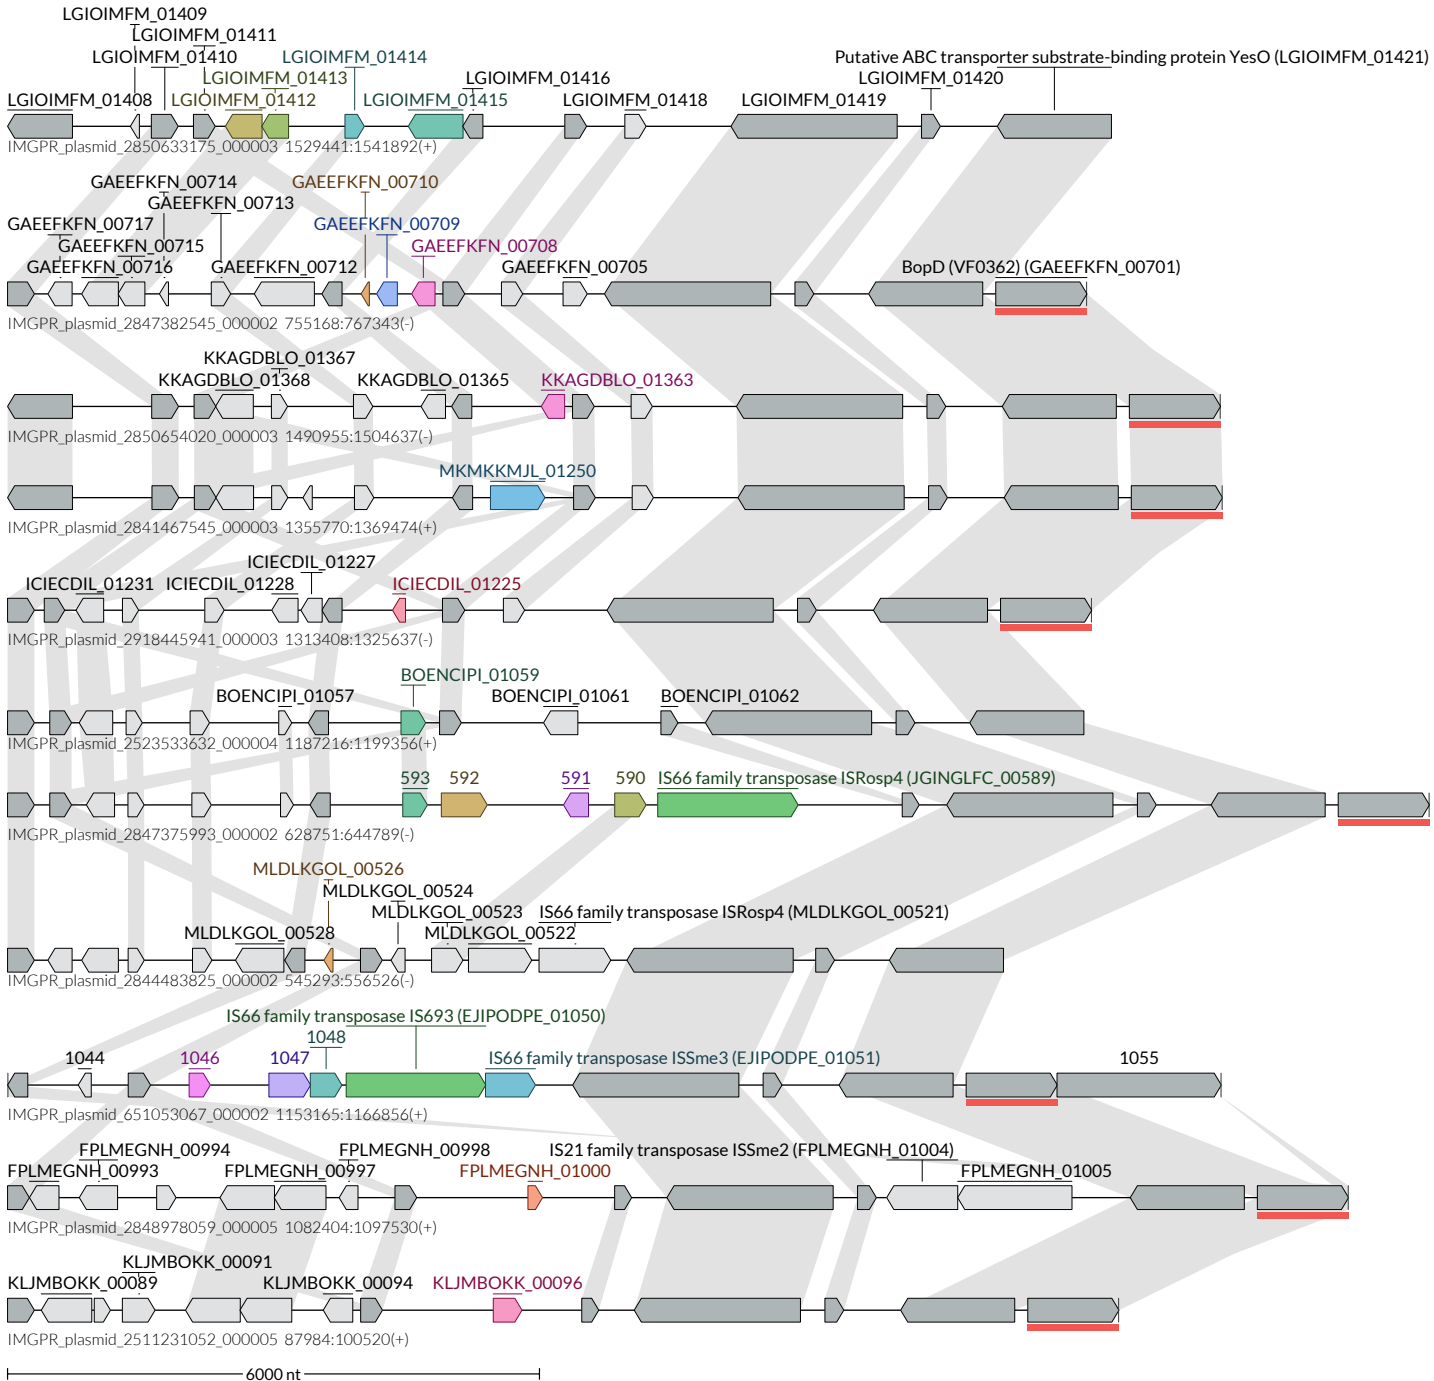 LGIOIMFM_01409
LGIOIMFM_01411
LGIOIMFM_01410 LGIOIMFM_01414 Putative ABC transporter substrate-binding protein YesO (LGIOIMFM_01421)
LGIOIMFM_01413 LGIOIMFM_01416 LGIOIMFM_01420
LGIOIMFM_01408 LGIOIMFM_01412 LGIOIMFM_01415 LGIOIMFM_01418 LGIOIMFM_01419
IMGPR_plasmid_2850633175_000003 1529441:1541892(+)
GAEEFKFN_00714 GAEEFKFN_00710
GAEEFKFN_00713
GAEEFKFN_00717 GAEEFKFN_00709
GAEEFKFN_00715 GAEEFKFN_00708
GAEEFKFN_00716 GAEEFKFN_00712 GAEEFKFN_00705 BopD (VF0362) (GAEEFKFN_00701)
IMGPR_plasmid_2847382545_000002 755168:767343(-)
KKAGDBLO_01367
KKAGDBLO_01368 KKAGDBLO_01365 KKAGDBLO_01363
IMGPR_plasmid_2850654020_000003 1490955:1504637(-)
MKMKKMJL_01250
IMGPR_plasmid_2841467545_000003 1355770:1369474(+)
ICIECDIL_01227
ICIECDIL_01231 ICIECDIL_01228 ICIECDIL_01225
IMGPR_plasmid_2918445941_000003 1313408:1325637(-)
BOENCIPI_01059
BOENCIPI_01057 BOENCIPI_01061 BOENCIPI_01062
IMGPR_plasmid_2523533632_000004 1187216:1199356(+)
593 592 591 590 IS66 family transposase ISRosp4 (JGINGLFC_00589)
IMGPR_plasmid_2847375993_000002 628751:644789(-)
MLDLKGOL_00526
MLDLKGOL_00524
MLDLKGOL_00523 IS66 family transposase ISRosp4 (MLDLKGOL_00521)
MLDLKGOL_00528 MLDLKGOL_00522
IMGPR_plasmid_2844483825_000002 545293:556526(-)
IS66 family transposase IS693 (EJIPODPE_01050)
1048
1044 1046 1047 IS66 family transposase ISSme3 (EJIPODPE_01051) 1055
IMGPR_plasmid_651053067_000002 1153165:1166856(+)
FPLMEGNH_00994 FPLMEGNH_00998 IS21 family transposase ISSme2 (FPLMEGNH_01004)
FPLMEGNH_00993 FPLMEGNH_00997 FPLMEGNH_01000 FPLMEGNH_01005
IMGPR_plasmid_2848978059_000005 1082404:1097530(+)
KLJMBOKK_00091
KLJMBOKK_00089 KLJMBOKK_00094 KLJMBOKK_00096
IMGPR_plasmid_2511231052_000005 87984:100520(+)
6000 nt